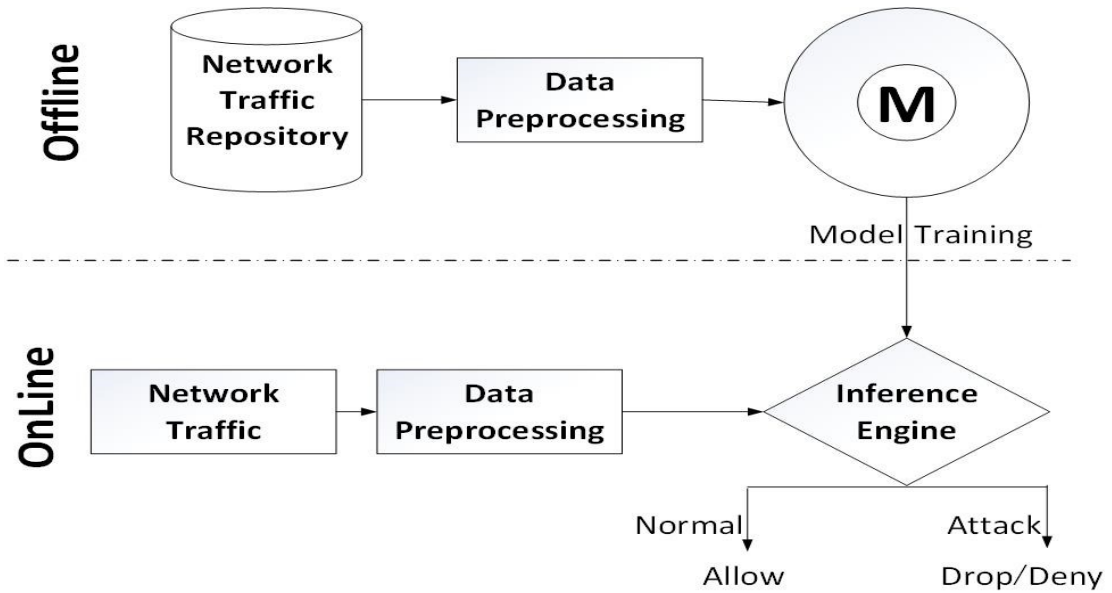 Offline
Network
Traffic
Repository
Data
Preprocessing
M
Model Training
OnLine
Network
Traffic
Data
Preprocessing
Inference
Engine
Normal
Attack
Allow
Drop/Deny